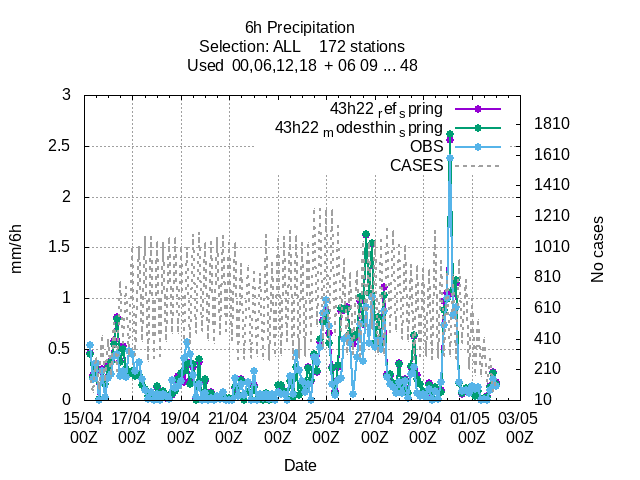 6h Precipitation
Selection: ALL 172 stations
Used 00,06,12,18 + 06 09 ... 48
43h22 ref spring
43h22 modesthin spring
OBS
CASES
mm/6h
3
2.5
2
1.5
1
0.5
0
No cases
1810
1610
1410
1210
1010
810
610
410
210
10
15/04 17/04 19/04 21/04 23/04 25/04 27/04 29/04 01/05 03/05
00Z 00Z 00Z 00Z 00Z 00Z 00Z 00Z 00Z 00Z
Date